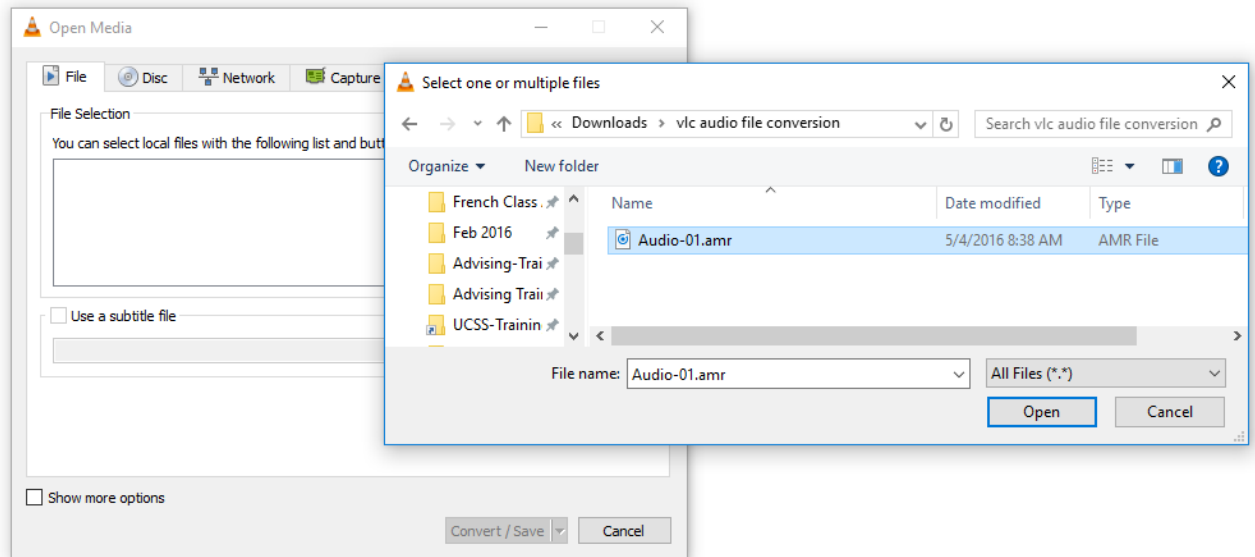 Open Media
File
Disc
Network
Capture
File Selection
You can select local files with the following list and butt
Use a subtitle file
Show more options
Convert / Save
Cancel
Select one or multiple files
« Downloads > vlc audio file conversion
Search vlc audio file conversion
Organize
New folder
French Class
Feb 2016
Advising-Trai
Advising Train
UCSS-Trainin
Name
Date modified
Type
Audio-01.amr
5/4/2016 8:38 AM
AMR File
File name:
Audio-01.amr
All Files (*.*)
Open
Cancel